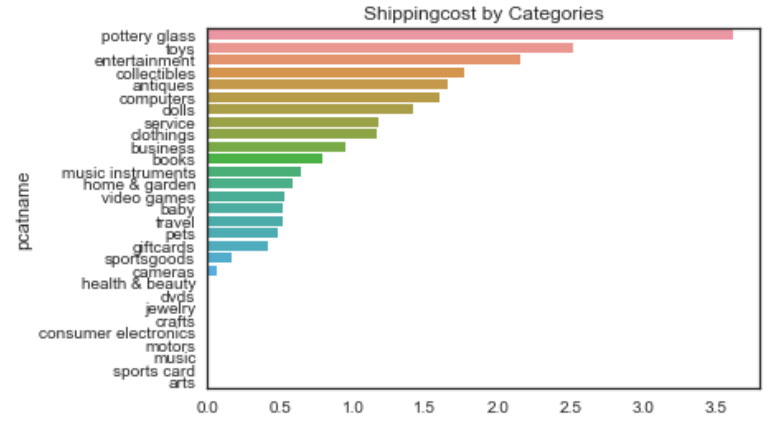 Shippingcost by Categories
pottery glass
toys
entertainment
collectibles
antiques
computers
dolls
service
clothings
business
books
music instruments
home & garden
video games
baby
travel
pets
giftcards
sportsgoods
cameras
health & beauty
dvds
jewelry
crafts
consumer electronics
motors
music
sports card
arts
pcatname
0.0 0.5 1.0 1.5 2.0 2.5 3.0 3.5